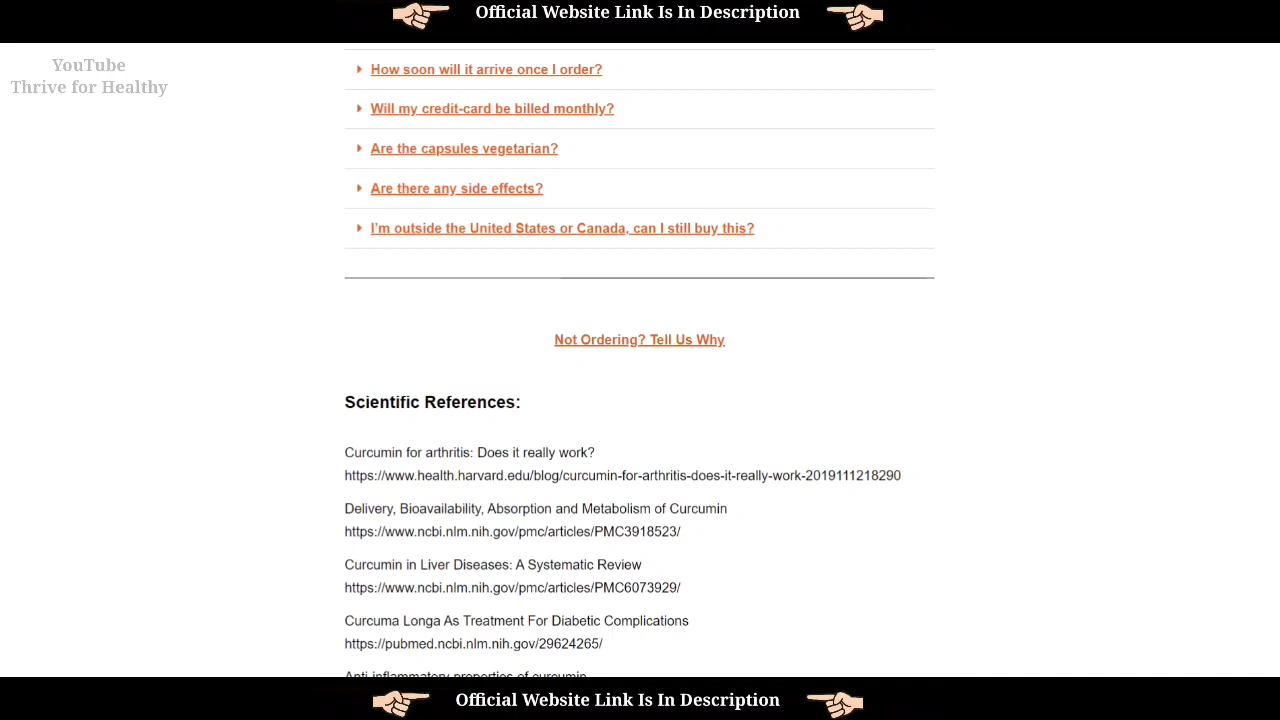 Official Website Link Is In Description
YouTube
Thrive for Healthy
How soon will it arrive once I order?
Will my credit-card be billed monthly?
Are the capsules vegetarian?
Are there any side effects?
I'm outside the United States or Canada, can I still buy this?
Not Ordering? Tell Us Why
Scientific References:
Curcumin for arthritis: Does it really work?
https://www.health.harvard.edu/blog/curcumin-for-arthritis-does-it-really-work-2019111218290
Delivery, Bioavailability, Absorption and Metabolism of Curcumin
https://www.ncbi.nlm.nih.gov/pmc/articles/PMC3918523/
Curcumin in Liver Diseases: A Systematic Review
https://www.ncbi.nlm.nih.gov/pmc/articles/PMC6073929/
Curcuma Longa As Treatment For Diabetic Complications
https://pubmed.ncbi.nlm.nih.gov/29624265/
Anti-inflammatory properties of curcumin
Official Website Link Is In Description